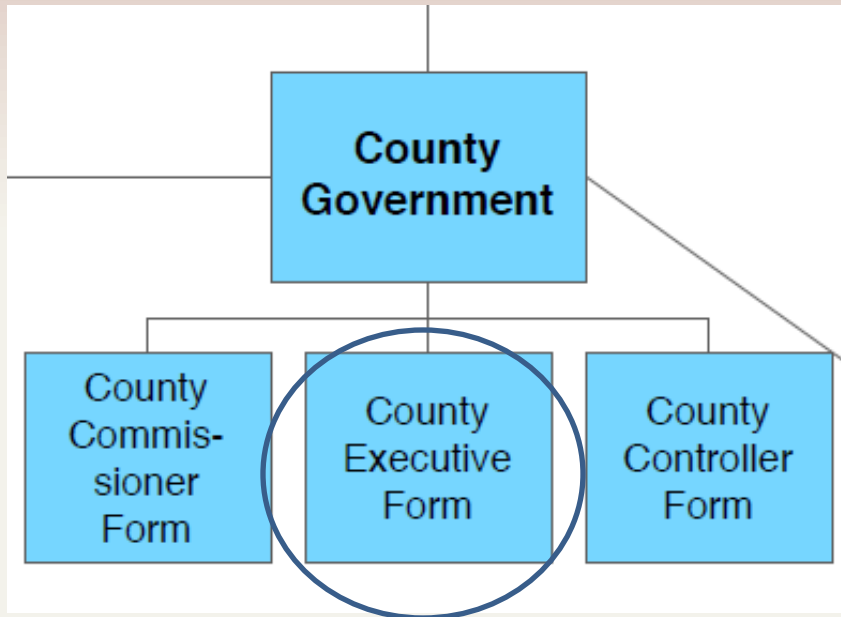 County
Government
County
Commis-
sioner
Form
County
Executive
Form
County
Controller
Form